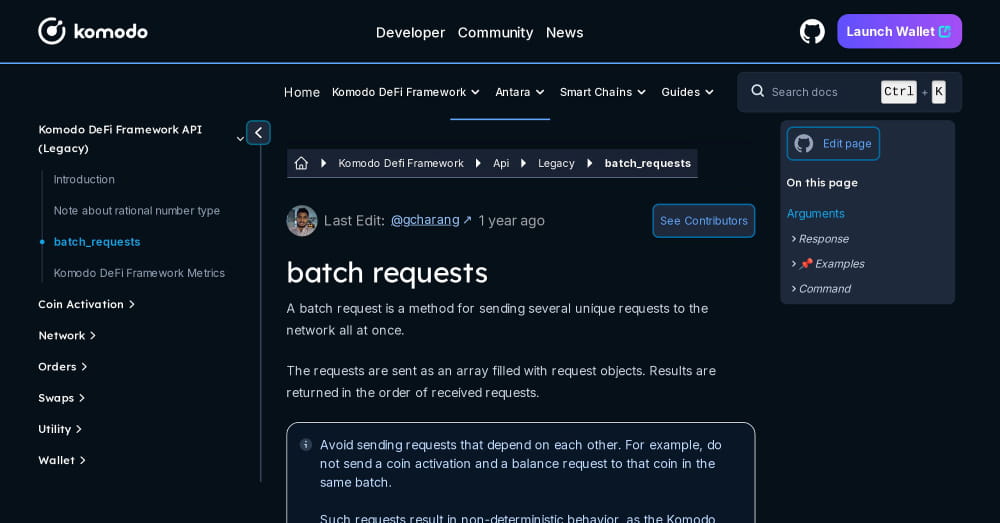 komodo
Developer Community News
Launch Wallet
Home Komodo DeFi Framework Antara Smart Chains Guides
Search docs Ctrl + K
Komodo DeFi Framework API
(Legacy)
Introduction
Note about rational number type
batch_requests
Komodo DeFi Framework Metrics
Coin Activation
Network
Orders
Swaps
Utility
Wallet
Komodo Defi Framework Api Legacy batch_requests
Last Edit: @gcharang ↗ 1 year ago
See Contributors
batch requests
A batch request is a method for sending several unique requests to the
network all at once.
The requests are sent as an array filled with request objects. Results are
returned in the order of received requests.
Avoid sending requests that depend on each other. For example, do
not send a coin activation and a balance request to that coin in the
same batch.
Such requests result in non-deterministic behavior, as the Komodo
Edit page
On this page
Arguments
Response
📌 Examples
Command